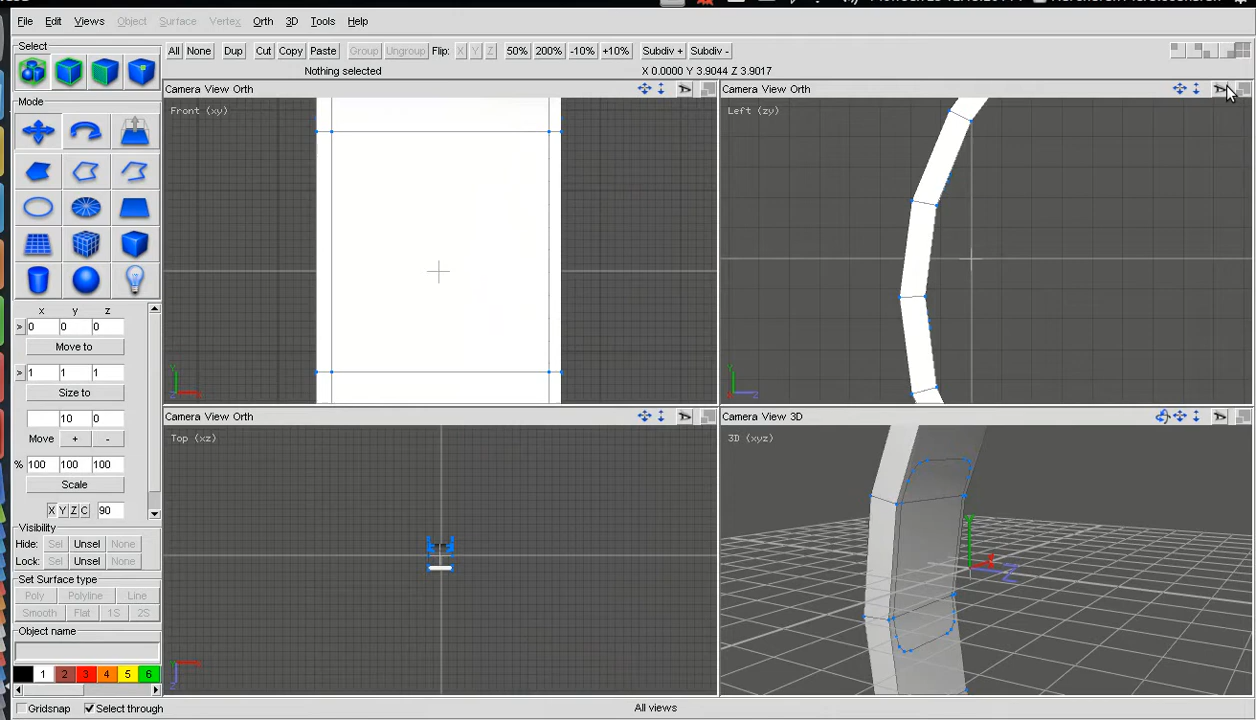 File Edit Views Object Surface Vertex Orth 3D Tools Help
Select
All None Dup Cut Copy Paste Group Ungroup Flip: X Y Z 50% 200% -10% +10% Subdiv + Subdiv -
Nothing selected X 0.0000 Y 3.9044 Z 3.9017
Camera View Orth
Front (xy)
Camera View Orth
Left (zy)
Mode
x y z
> 0 0 0
Move to
> 1 1 1
Size to
10 0
Move + -
% 100 100 100
Scale
X Y Z C 90
Visibility
Hide: Sel Unsel None
Lock: Sel Unsel None
Set Surface type
Poly Polyline Line
Smooth Flat 1S 2S
Object name
1 2 3 4 5 6
Gridsnap Select through
Camera View Orth
Top (xz)
Camera View 3D
3D (xyz)
All views